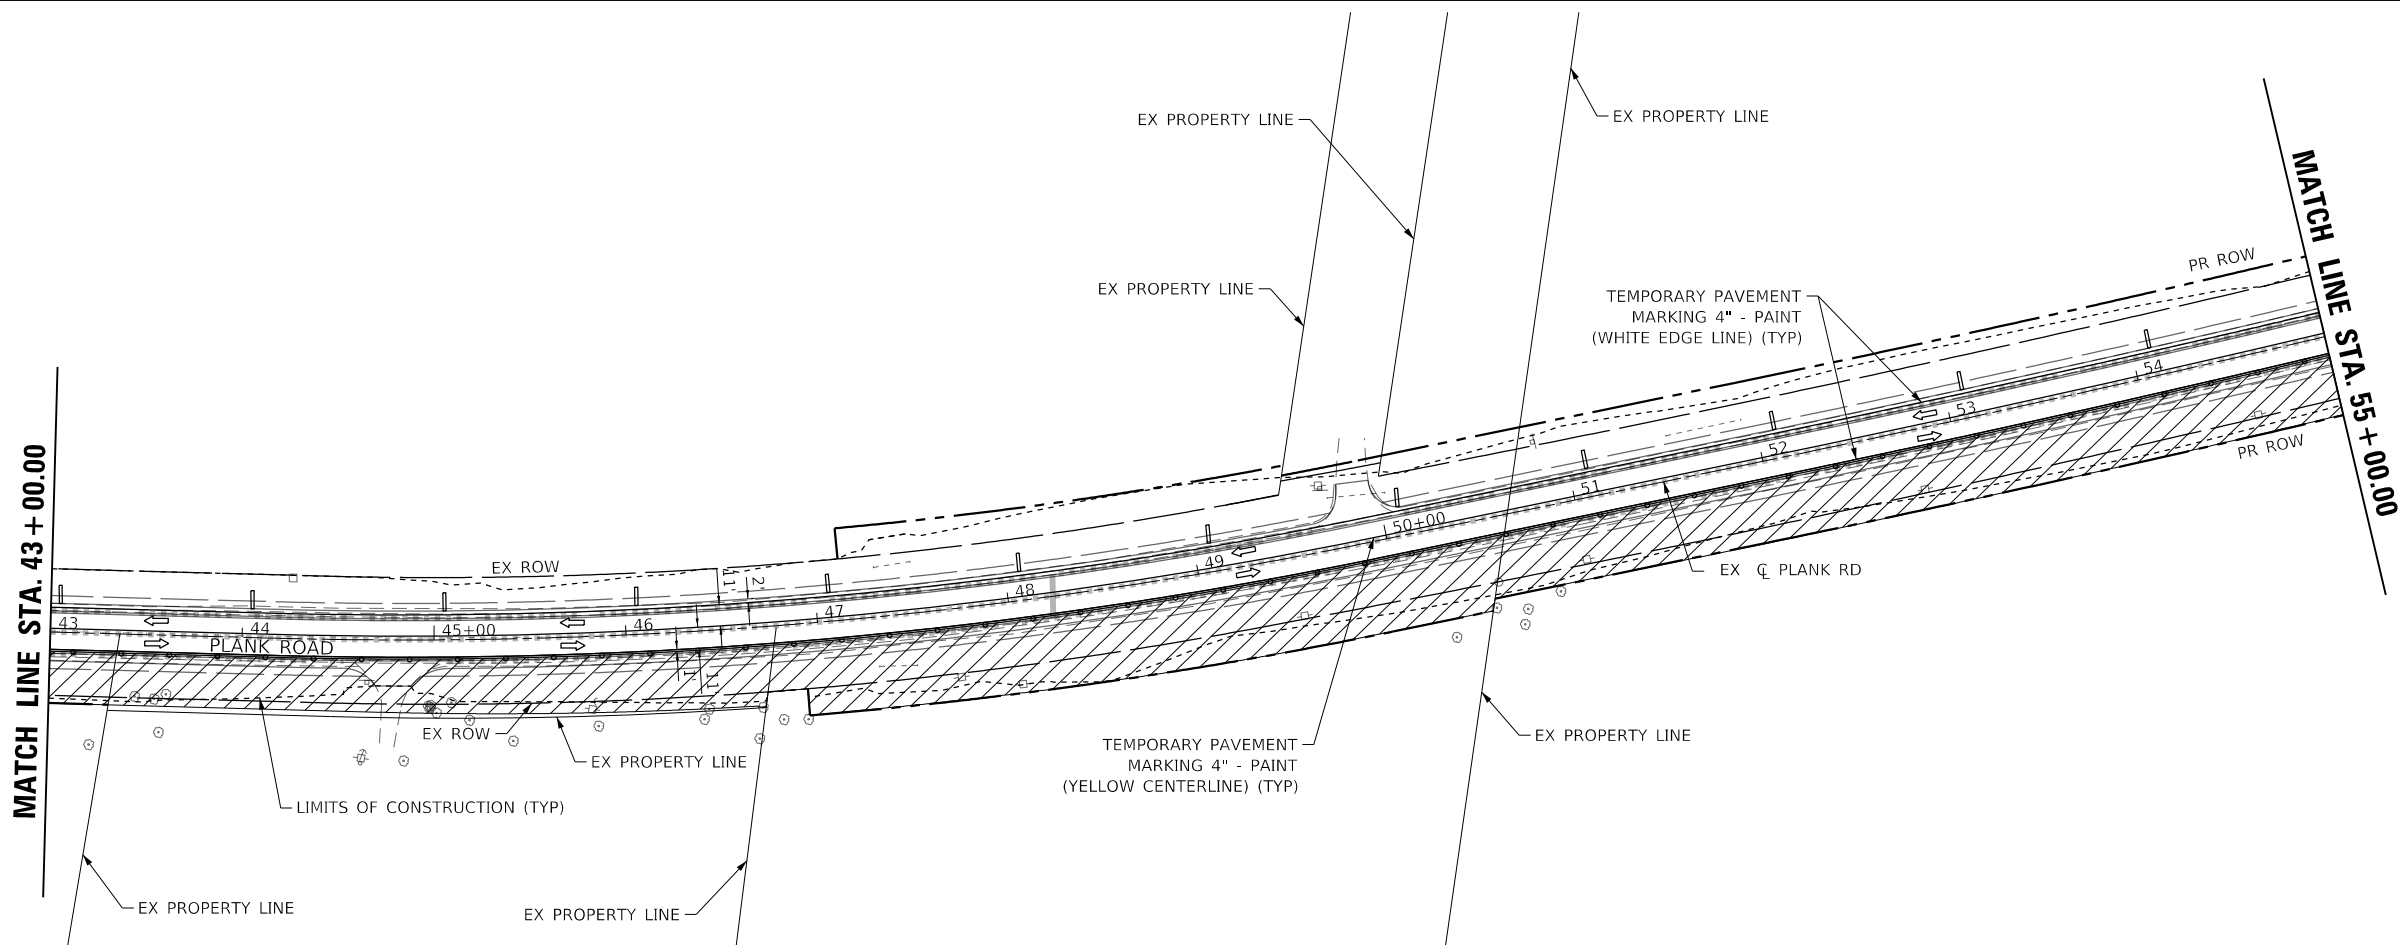 EX PROPERTY LINE
EX PROPERTY LINE
EX PROPERTY LINE
TEMPORARY PAVEMENT
MARKING 4" - PAINT
(WHITE EDGE LINE) (TYP)
PR ROW
MATCH LINE STA. 55+00.00
PR ROW
MATCH LINE STA. 43+00.00
EX ROW
11'
2'
43
44
45+00
46
47
48
49
50+00
51
52
53
54
PLANK ROAD
1'
11'
EX ℄ PLANK RD
EX ROW
EX PROPERTY LINE
LIMITS OF CONSTRUCTION (TYP)
TEMPORARY PAVEMENT
MARKING 4" - PAINT
(YELLOW CENTERLINE) (TYP)
EX PROPERTY LINE
EX PROPERTY LINE
EX PROPERTY LINE